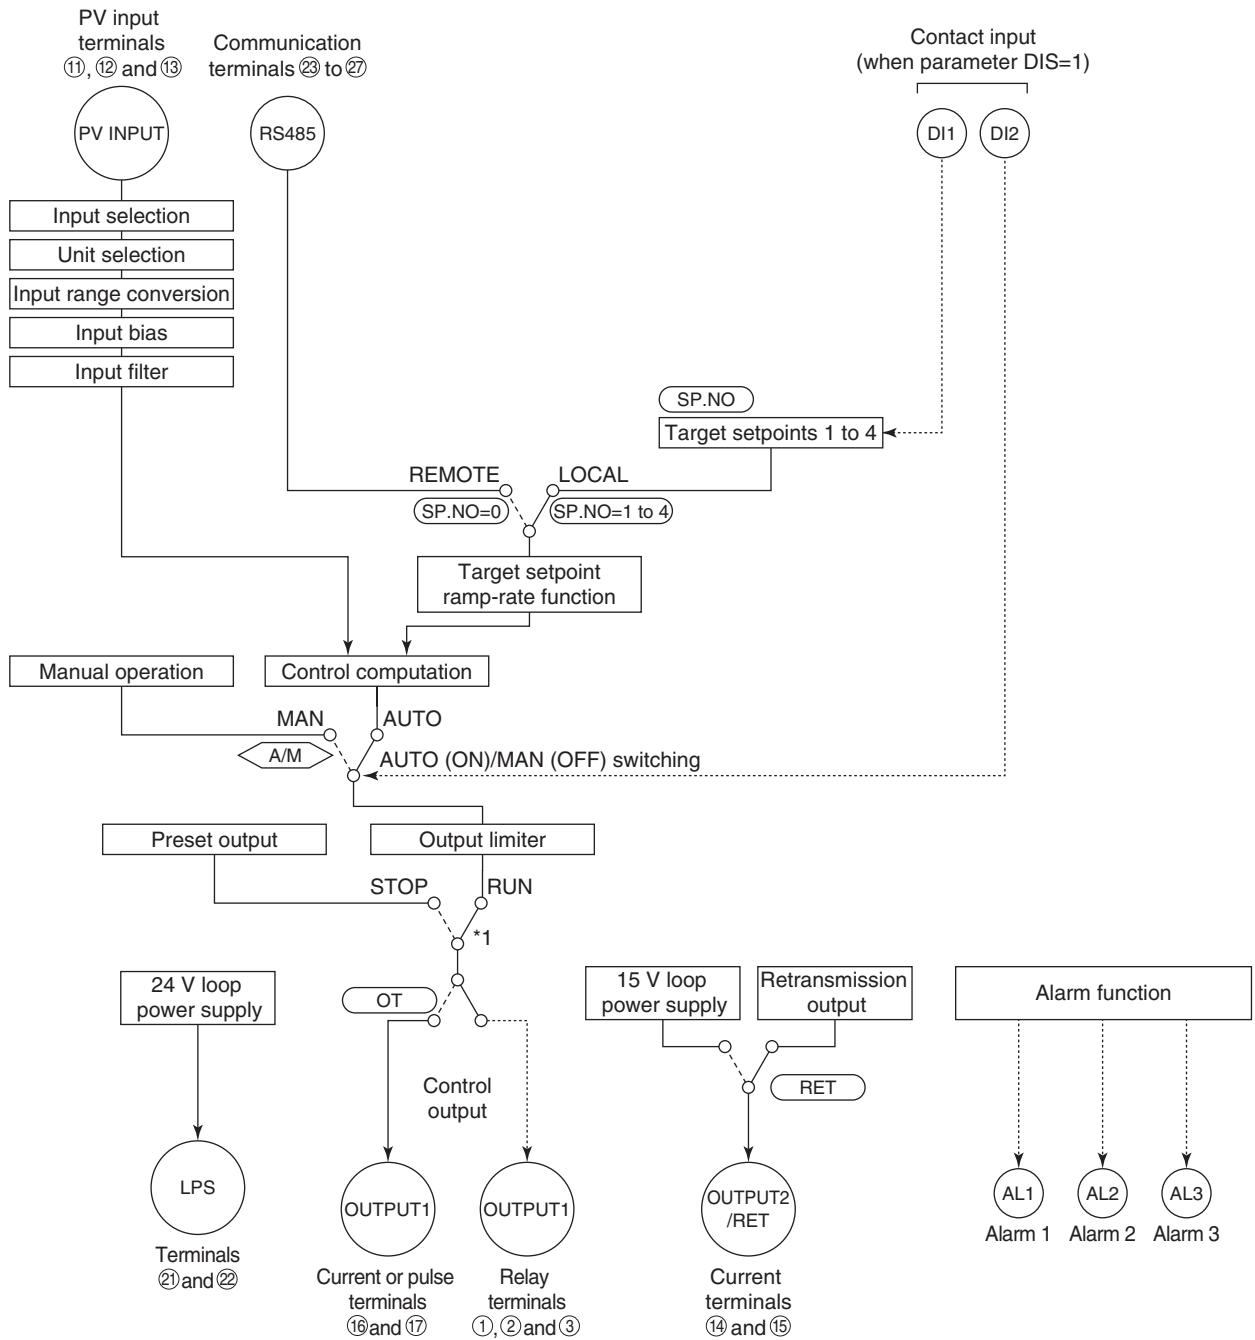 PV input
terminals
⑪, ⑫ and ⑬
Communication
terminals ㉓ to ㉗
Contact input
(when parameter DIS=1)
PV INPUT
RS485
DI1
DI2
Input selection
Unit selection
Input range conversion
Input bias
Input filter
SP.NO
Target setpoints 1 to 4
REMOTE
LOCAL
SP.NO=0
SP.NO=1 to 4
Target setpoint
ramp-rate function
Manual operation
Control computation
MAN
AUTO
A/M
AUTO (ON)/MAN (OFF) switching
Preset output
Output limiter
STOP
RUN
*1
24 V loop
power supply
OT
15 V loop
power supply
Retransmission
output
Alarm function
Control
output
RET
LPS
OUTPUT1
OUTPUT1
OUTPUT2
/RET
AL1
AL2
AL3
Alarm 1
Alarm 2
Alarm 3
Terminals
㉑ and ㉒
Current or pulse
terminals
⑯ and ⑰
Relay
terminals
①, ② and ③
Current
terminals
⑭ and ⑮